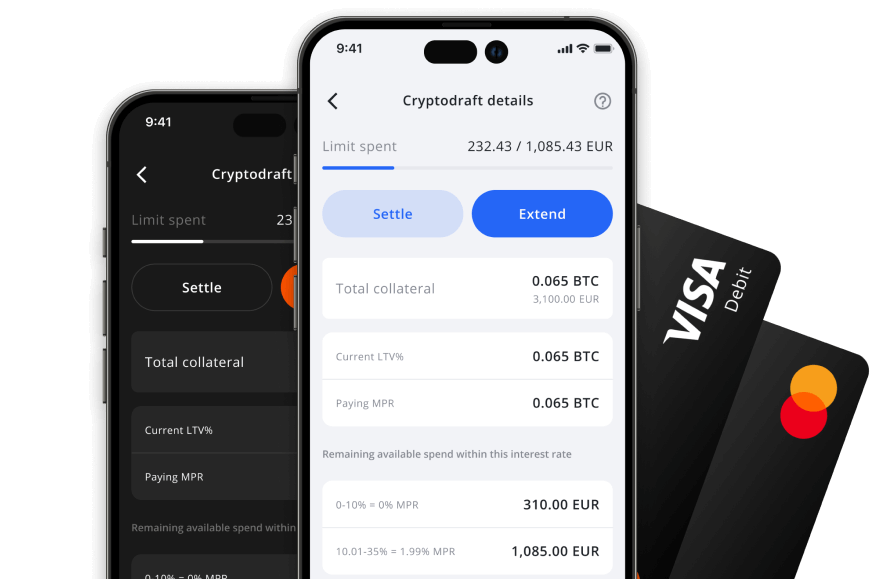 9:41
Cryptodraft
Limit spent
23
Settle
Total collateral
Current LTV%
Paying MPR
Remaining available spend within
0-10% = 0% MPR
9:41
Cryptodraft details
Limit spent 232.43 / 1,085.43 EUR
Settle Extend
Total collateral 0.065 BTC
3,100.00 EUR
Current LTV% 0.065 BTC
Paying MPR 0.065 BTC
Remaining available spend within this interest rate
0-10% = 0% MPR 310.00 EUR
10.01-35% = 1.99% MPR 1,085.00 EUR
VISA
Debit